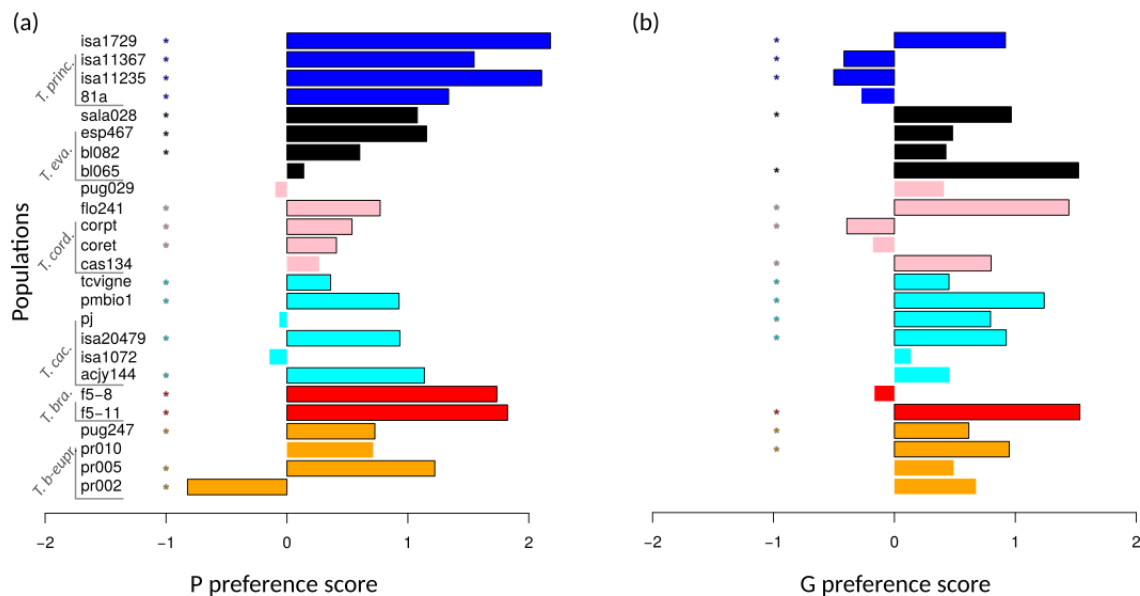 (a)
(b)
Populations
T. princ.
T. eva.
T. cord.
T. cac.
T. bra.
T. b-eupr.
isa1729 * *
isa11367 * *
isa11235 * *
81a *
sala028 * *
esp467 *
bl082 *
bl065 *
pug029
flo241 * *
corpt * *
coret *
cas134 *
tcvigne * *
pmbio1 * *
pj *
isa20479 * *
isa1072
acjy144 *
f5-8 *
f5-11 * *
pug247 * *
pr010 *
pr005 *
pr002 *
-2 -1 0 1 2
-2 -1 0 1 2
P preference score
G preference score